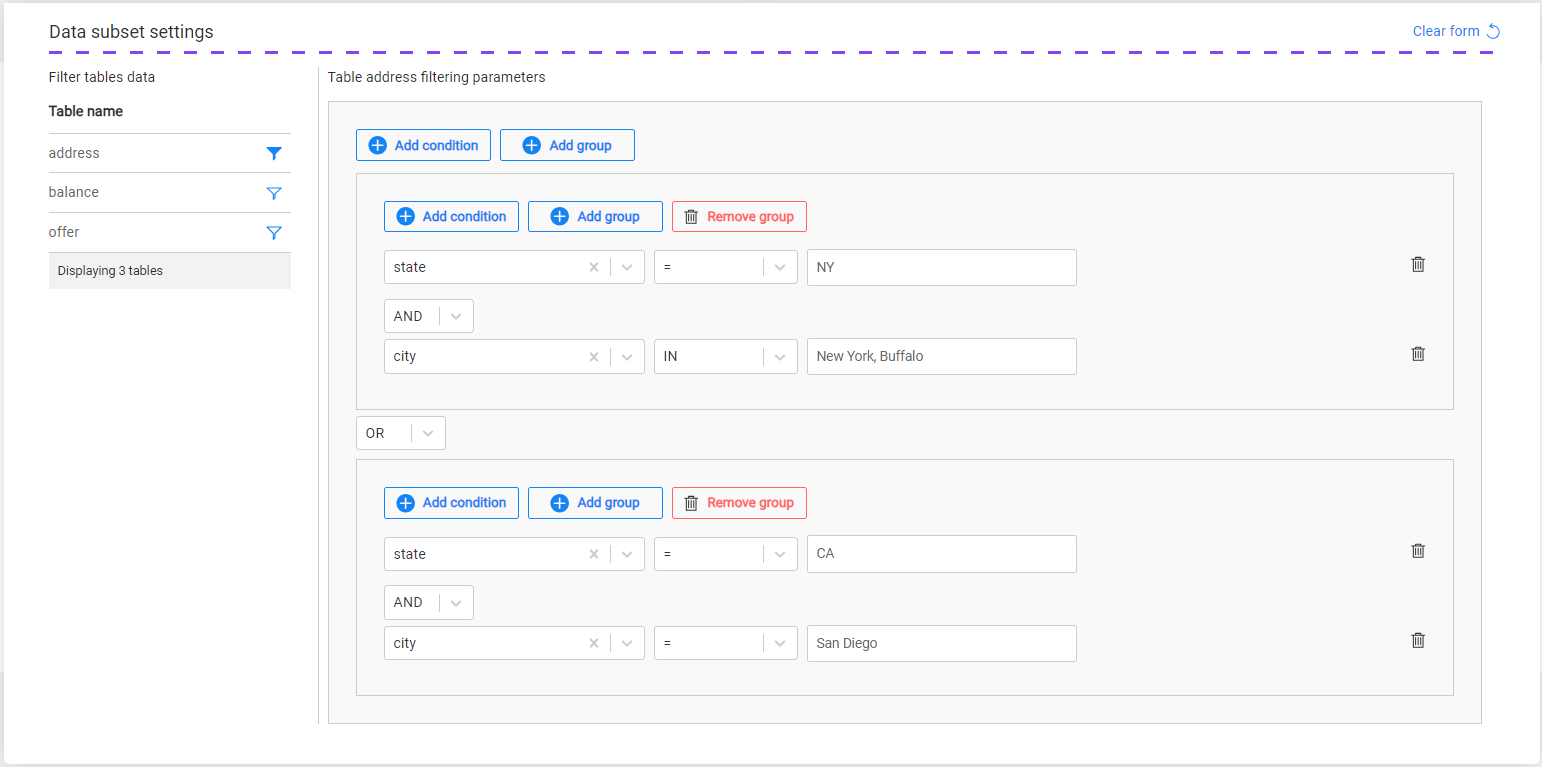 Data subset settings
Clear form
Filter tables data
Table name
address
balance
offer
Displaying 3 tables
Table address filtering parameters
Add condition Add group
Add condition Add group Remove group
state = NY
AND
city IN New York, Buffalo
OR
Add condition Add group Remove group
state = CA
AND
city = San Diego